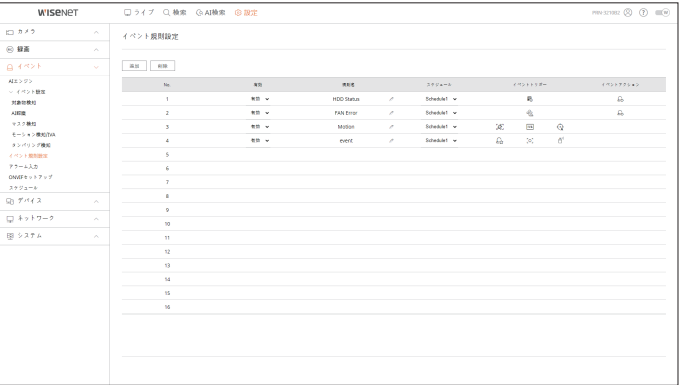 WISENET ライブ 検索 AI検索 設定
カメラ
録画
イベント
AIエンジン
イベント設定
対象物検知
AI群衆
マスク検知
モーション検知/IVA
タンパリング検知
イベント規則設定
アラーム入力
ONVIFセットアップ
スケジュール
デバイス
ネットワーク
システム
イベント規則設定
追加 削除
No. 有効 規則名 スケジュール イベントトリガー イベントアクション
1 有効 HDD Status Schedule1
2 有効 FAN Error Schedule1
3 有効 Motion Schedule1
4 有効 event Schedule1
5
6
7
8
9
10
11
12
13
14
15
16